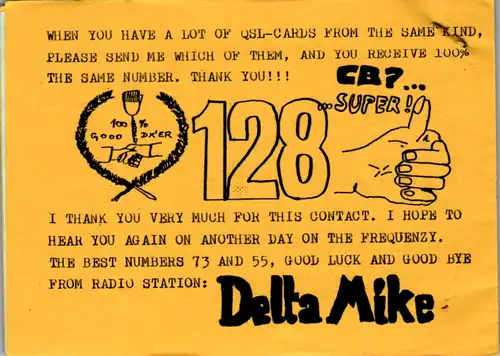 WHEN YOU HAVE A LOT OF QSL-CARDS FROM THE SAME KIND,
PLEASE SEND ME WHICH OF THEM, AND YOU RECEIVE 100%
THE SAME NUMBER. THANK YOU!!!
CB?...
...SUPER!
100 %
GOOD DX'ER
128
I THANK YOU VERY MUCH FOR THIS CONTACT. I HOPE TO
HEAR YOU AGAIN ON ANOTHER DAY ON THE FREQUENZY.
THE BEST NUMBERS 73 AND 55, GOOD LUCK AND GOOD BYE
FROM RADIO STATION: Delta Mike